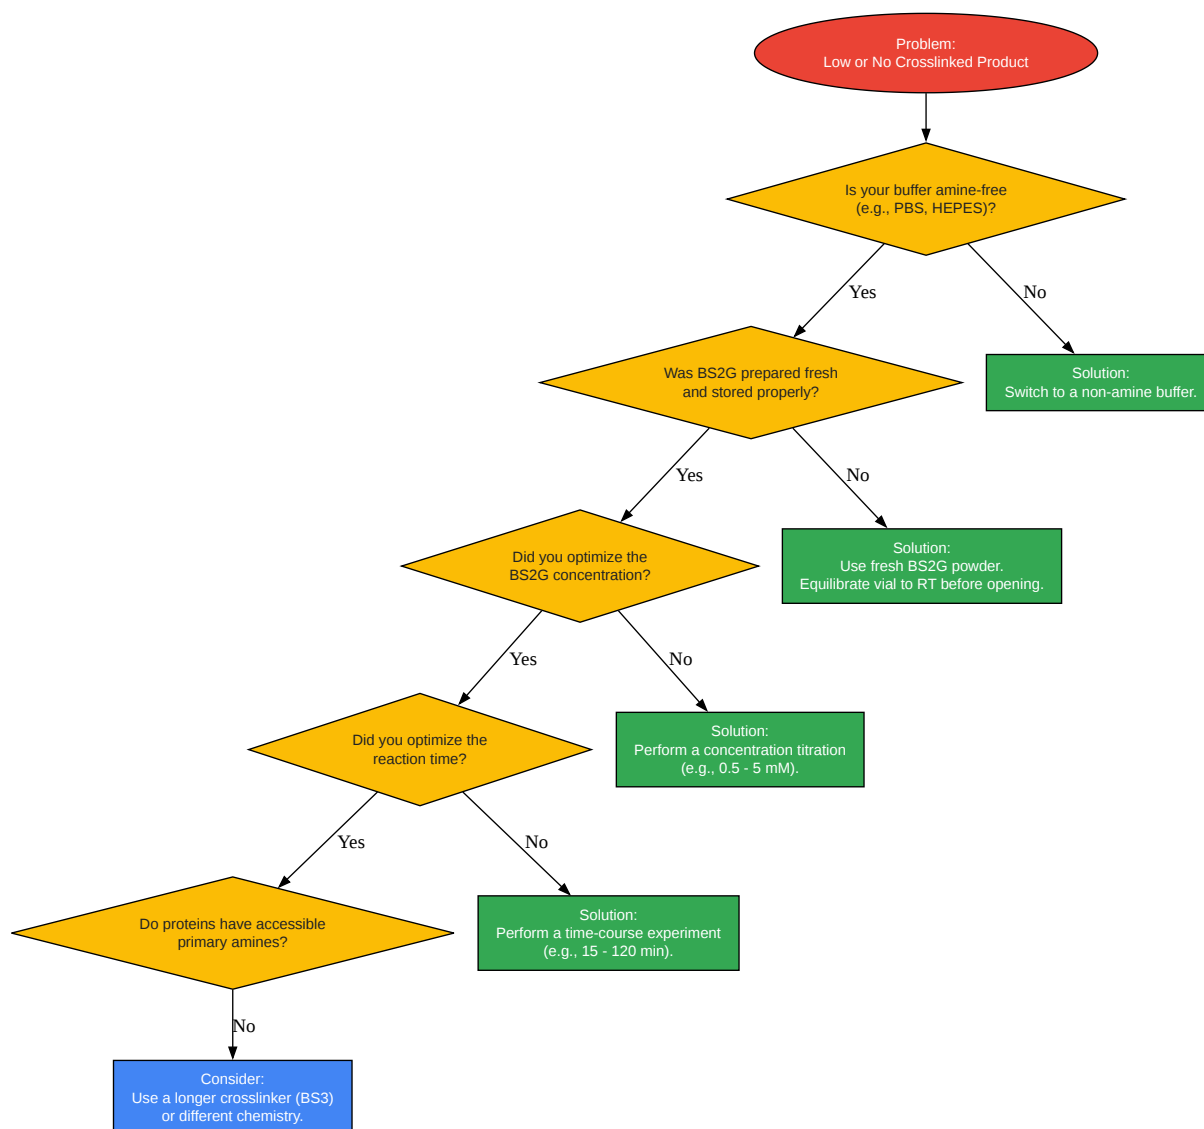 Problem:
Low or No Crosslinked Product
Is your buffer amine-free
(e.g., PBS, HEPES)?
Yes
No
Was BS2G prepared fresh
and stored properly?
Solution:
Switch to a non-amine buffer.
Yes
No
Did you optimize the
BS2G concentration?
Solution:
Use fresh BS2G powder.
Equilibrate vial to RT before opening.
Yes
No
Did you optimize the
reaction time?
Solution:
Perform a concentration titration
(e.g., 0.5 - 5 mM).
Yes
No
Do proteins have accessible
primary amines?
Solution:
Perform a time-course experiment
(e.g., 15 - 120 min).
No
Consider:
Use a longer crosslinker (BS3)
or different chemistry.